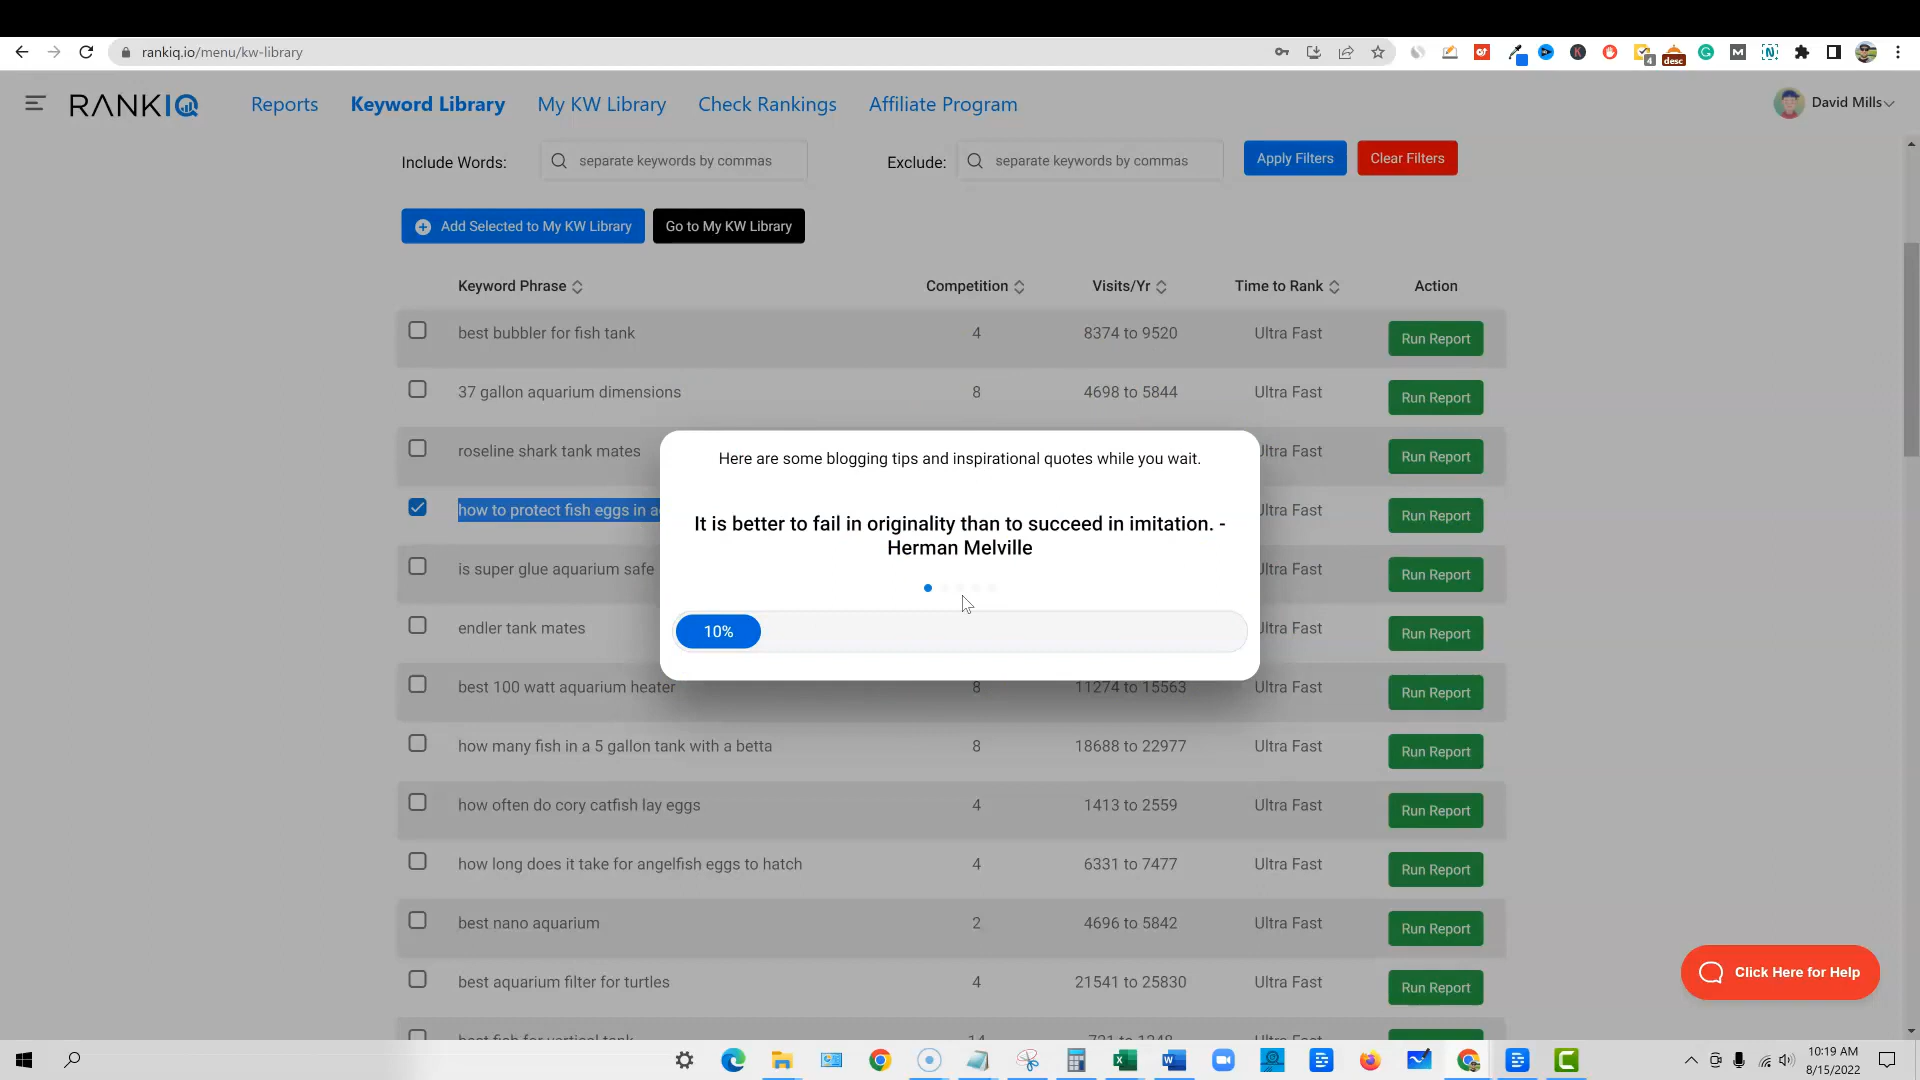 rankiq.io/menu/kw-library
4
desc
RANKIQ
Reports
Keyword Library
My KW Library
Check Rankings
Affiliate Program
David Mills
Include Words:
separate keywords by commas
Exclude:
separate keywords by commas
Apply Filters
Clear Filters
Add Selected to My KW Library
Go to My KW Library
Keyword Phrase Competition Visits/Yr Time to Rank Action
best bubbler for fish tank 4 8374 to 9520 Ultra Fast Run Report
37 gallon aquarium dimensions 8 4698 to 5844 Ultra Fast Run Report
roseline shark tank mates Ultra Fast Run Report
how to protect fish eggs in a Ultra Fast Run Report
is super glue aquarium safe Ultra Fast Run Report
endler tank mates Ultra Fast Run Report
Here are some blogging tips and inspirational quotes while you wait.
It is better to fail in originality than to succeed in imitation. -
Herman Melville
10%
best 100 watt aquarium heater 8 11274 to 15563 Ultra Fast Run Report
how many fish in a 5 gallon tank with a betta 8 18688 to 22977 Ultra Fast Run Report
how often do cory catfish lay eggs 4 1413 to 2559 Ultra Fast Run Report
how long does it take for angelfish eggs to hatch 4 6331 to 7477 Ultra Fast Run Report
best nano aquarium 2 4696 to 5842 Ultra Fast Run Report
best aquarium filter for turtles 4 21541 to 25830 Ultra Fast Run Report
Click Here for Help
10:19 AM
8/15/2022